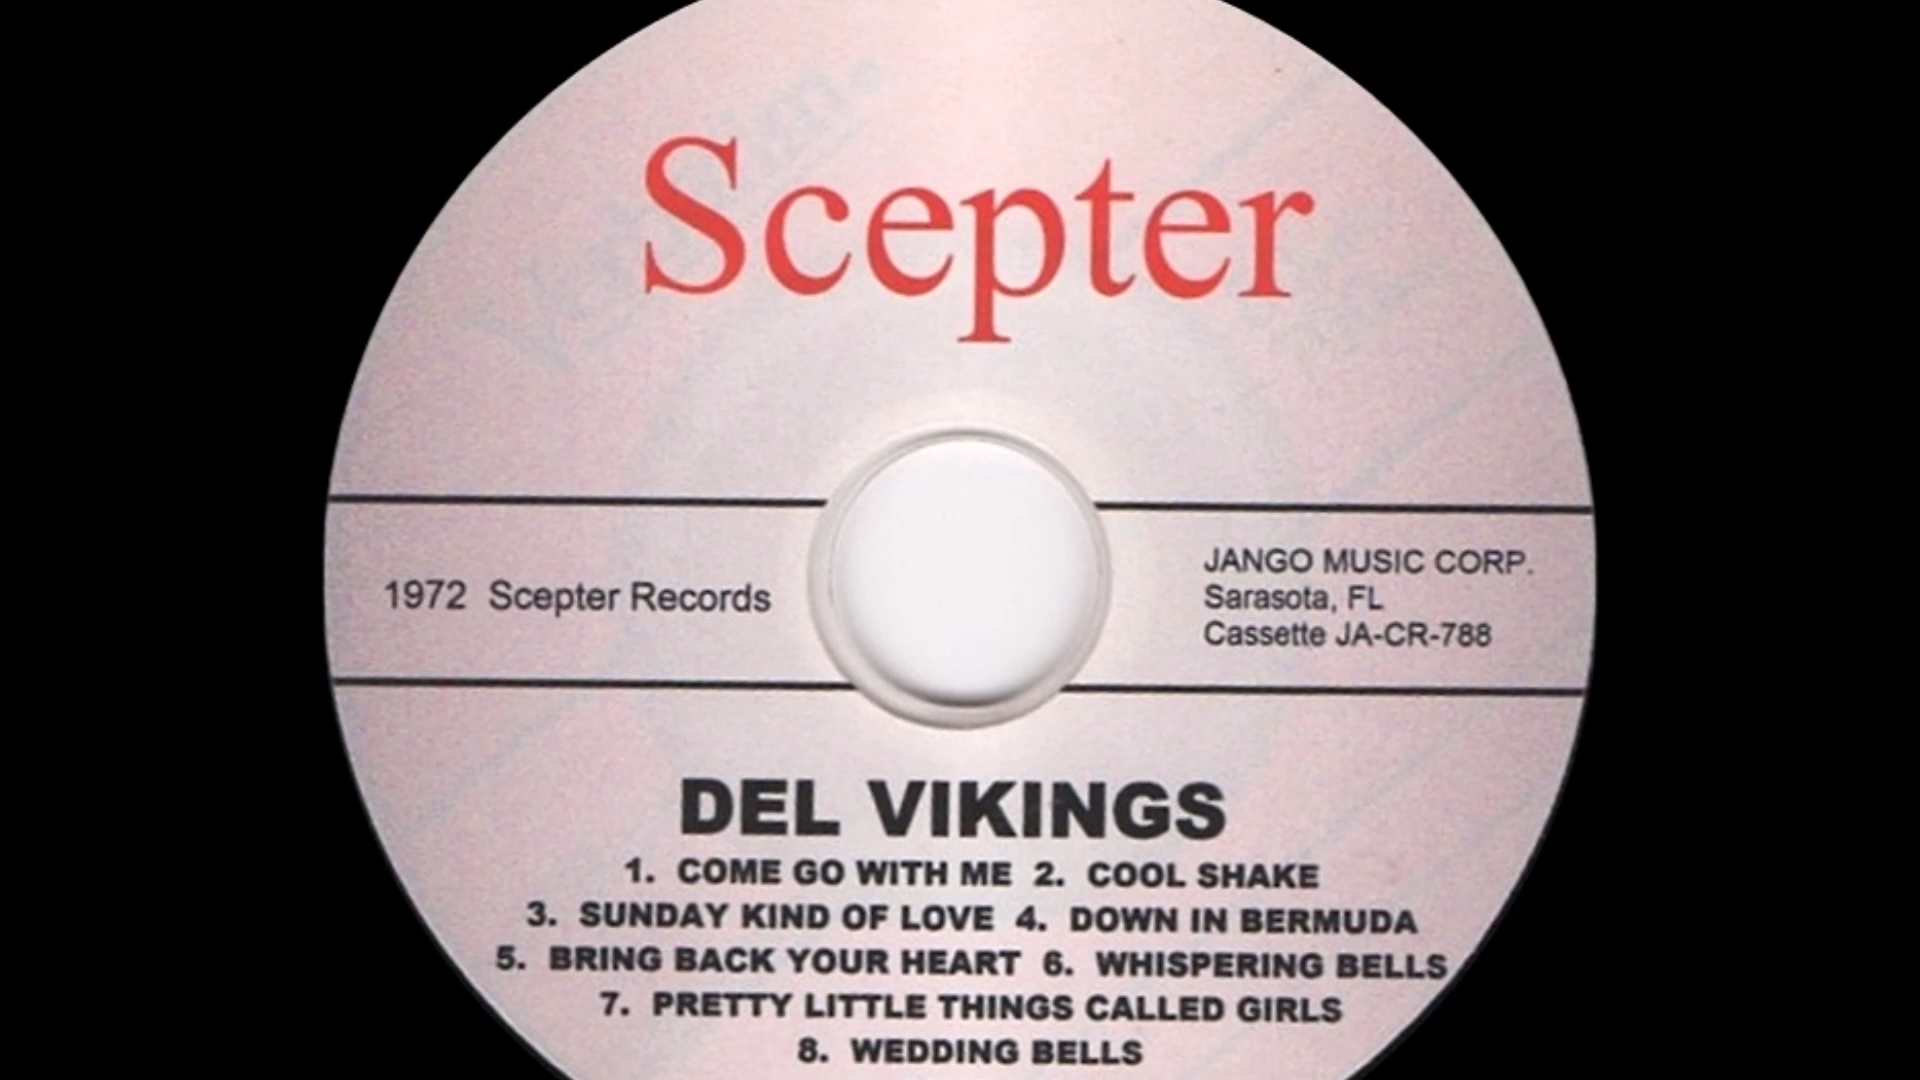 Scepter
1972 Scepter Records
JANGO MUSIC CORP.
Sarasota, FL
Cassette JA-CR-788
DEL VIKINGS
1. COME GO WITH ME 2. COOL SHAKE
3. SUNDAY KIND OF LOVE 4. DOWN IN BERMUDA
5. BRING BACK YOUR HEART 6. WHISPERING BELLS
7. PRETTY LITTLE THINGS CALLED GIRLS
8. WEDDING BELLS